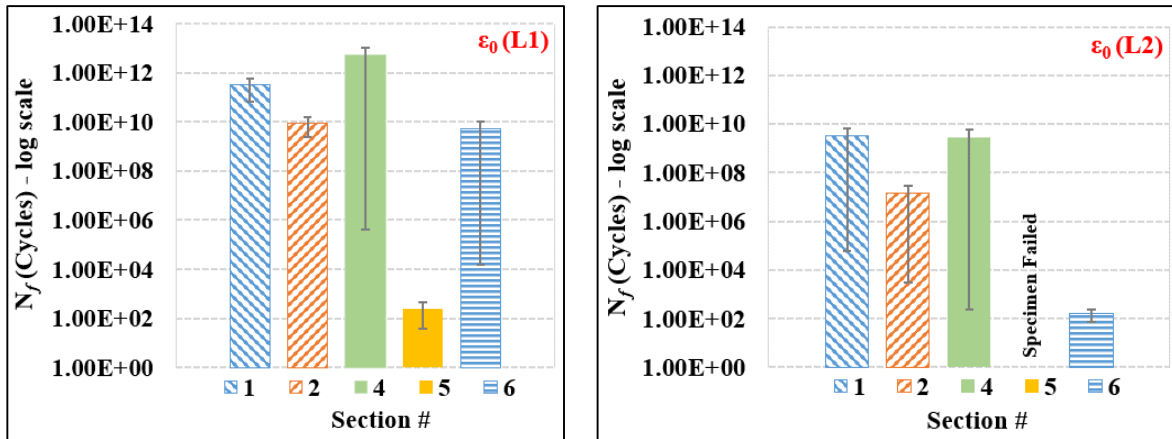 ε₀ (L1)
N_f (Cycles) - log scale
1.00E+14
1.00E+12
1.00E+10
1.00E+08
1.00E+06
1.00E+04
1.00E+02
1.00E+00
1 2 4 5 6
Section #
ε₀ (L2)
N_f (Cycles) - log scale
1.00E+14
1.00E+12
1.00E+10
1.00E+08
1.00E+06
1.00E+04
1.00E+02
1.00E+00
Specimen Failed
1 2 4 5 6
Section #